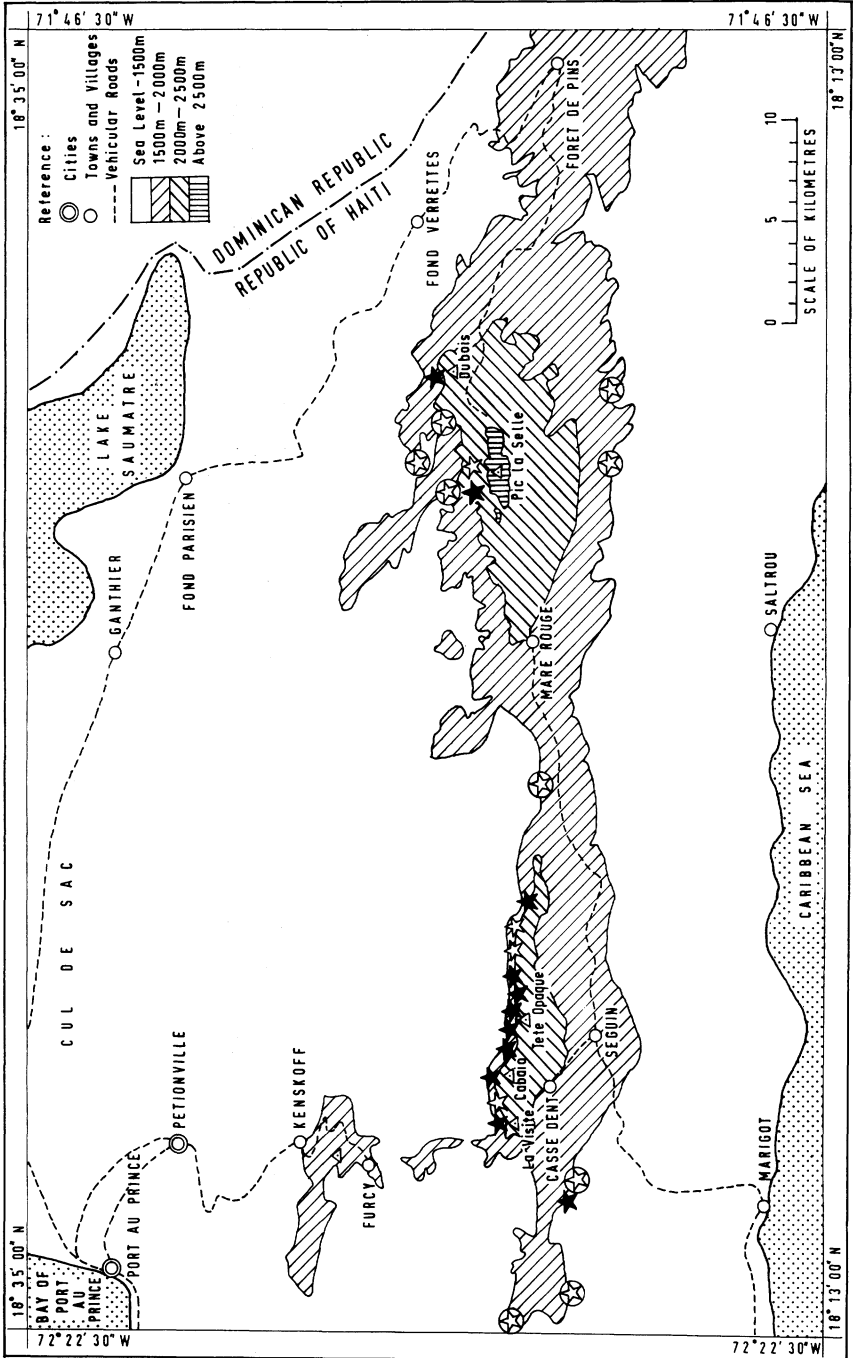 18° 35' 00" N
71° 46' 30" W
71° 46' 30" W
18° 13' 00" N
Reference :
Cities
Towns and Villages
Vehicular Roads
Sea Level - 1500m
1500m - 2000m
2000m - 2500m
Above 2500m
DOMINICAN REPUBLIC
REPUBLIC OF HAITI
LAKE
SAUMATRE
FOND VERRETTES
FORET DE PINS
GANTHIER
FOND PARISIEN
Dubois
Pic La Selle
MARE ROUGE
SALTROU
CUL DE SAC
CARIBBEAN SEA
0 5 10
SCALE OF KILOMETRES
PETIONVILLE
KENSKOFF
FURCY
La Visite
Cabaio
Tete Opaque
CASSE DENT
SEGUIN
MARIGOT
PORT AU PRINCE
BAY OF
PORT
AU
PRINCE
18° 35' 00" N
72° 22' 30" W
18° 13' 00" N
72° 22' 30" W